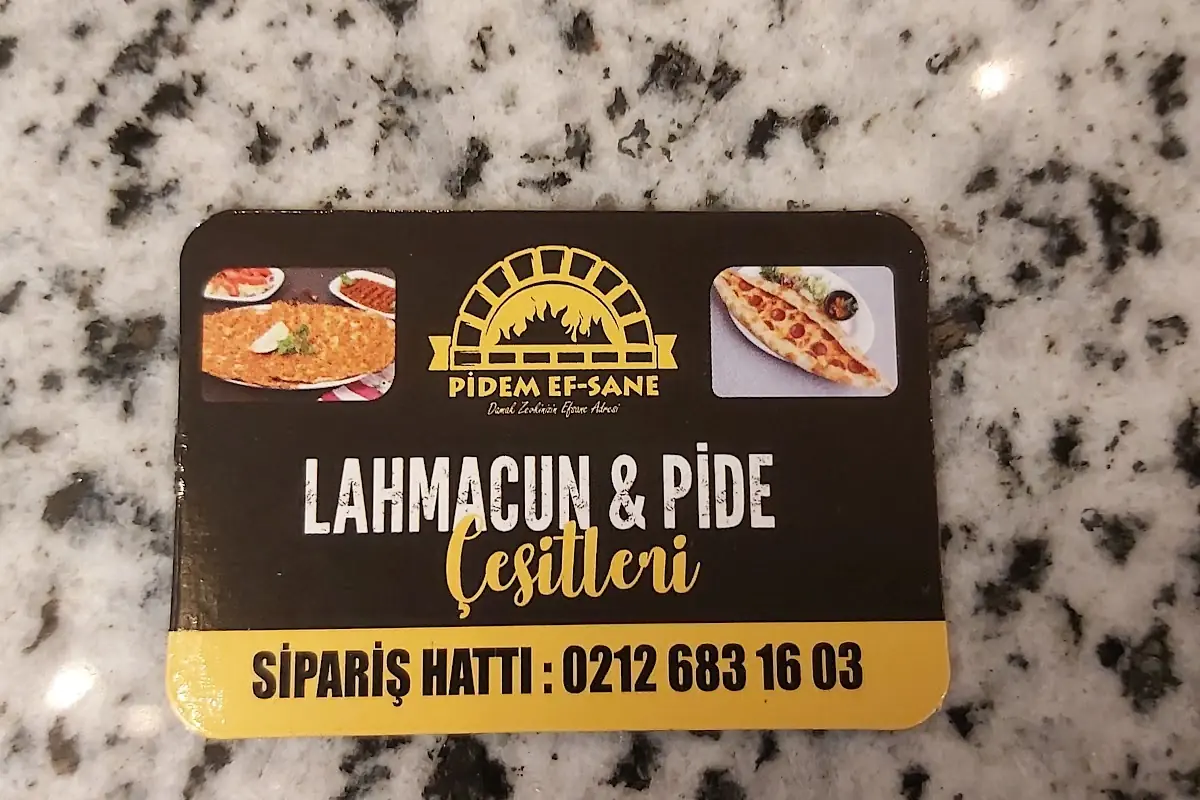 PİDEM EF-SANE
Damak Zevkinizin Efsane Adresi
LAHMACUN & PİDE
Çeşitleri
SİPARİŞ HATTI : 0212 683 16 03